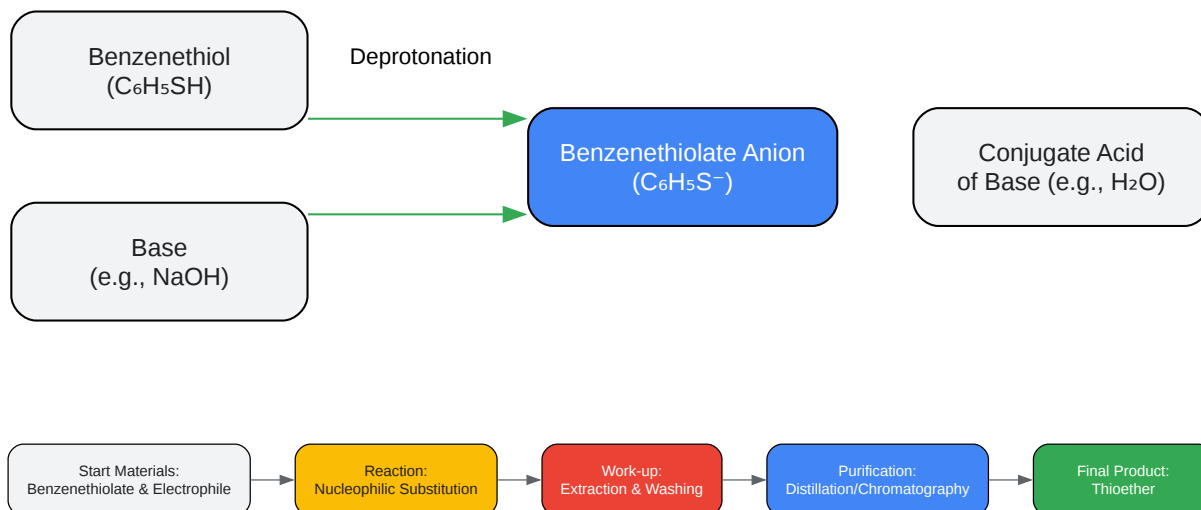 Benzenethiol
(C₆H₅SH)
Deprotonation
Benzenethiolate Anion
(C₆H₅S⁻)
Conjugate Acid
of Base (e.g., H₂O)
Base
(e.g., NaOH)
Start Materials:
Benzenethiolate & Electrophile
Reaction:
Nucleophilic Substitution
Work-up:
Extraction & Washing
Purification:
Distillation/Chromatography
Final Product:
Thioether